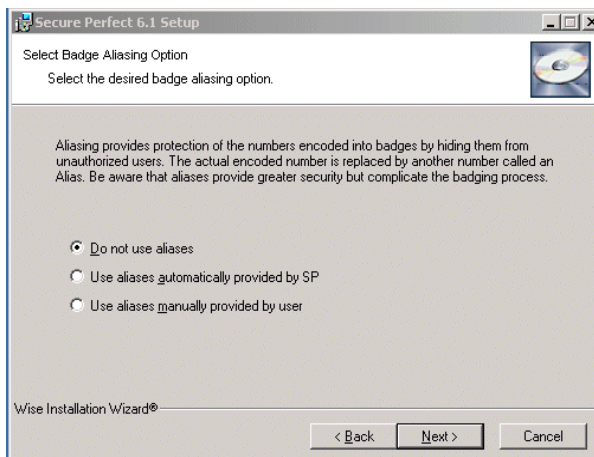 Secure Perfect 6.1 Setup
Select Badge Aliasing Option
Select the desired badge aliasing option.
Aliasing provides protection of the numbers encoded into badges by hiding them from
unauthorized users. The actual encoded number is replaced by another number called an
Alias. Be aware that aliases provide greater security but complicate the badging process.
Do not use aliases
Use aliases automatically provided by SP
Use aliases manually provided by user
Wise Installation Wizard®
< Back Next > Cancel